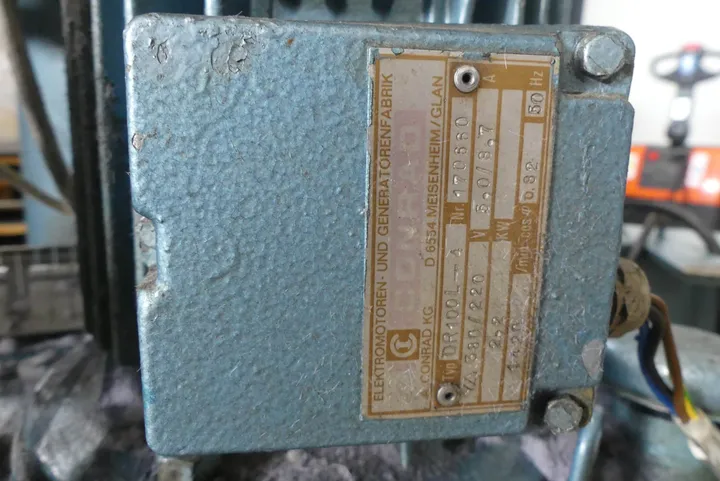 ELEKTROMOTOREN- UND GENERATORENFABRIK
CONRAD
C
CONRAD KG D 6554 MEISENHEIM/GLAN
Typ DR100L-4 Nr. 170660
380/220 V 5.0/8.7 A
2.2 KW
1420 /min cos φ 0.82 50 Hz